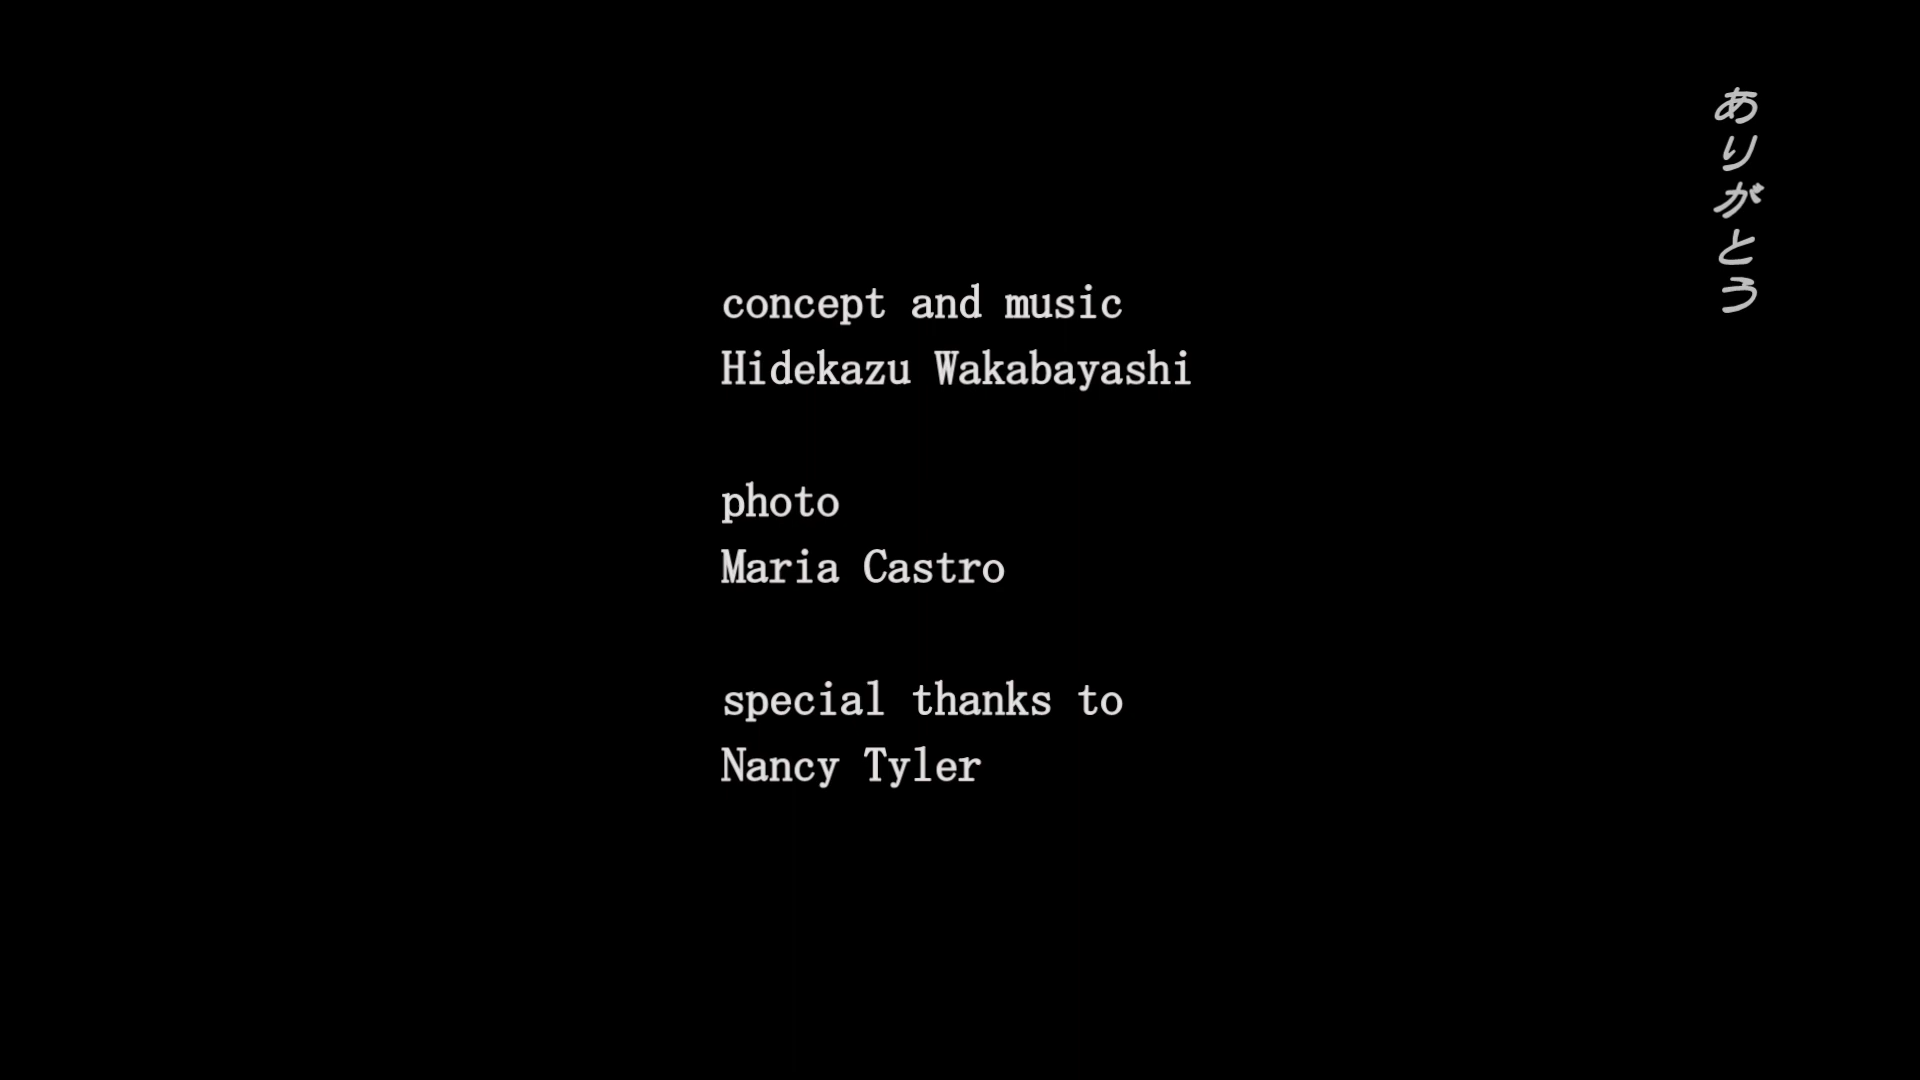 ありがとう
concept and music
Hidekazu Wakabayashi
photo
Maria Castro
special thanks to
Nancy Tyler